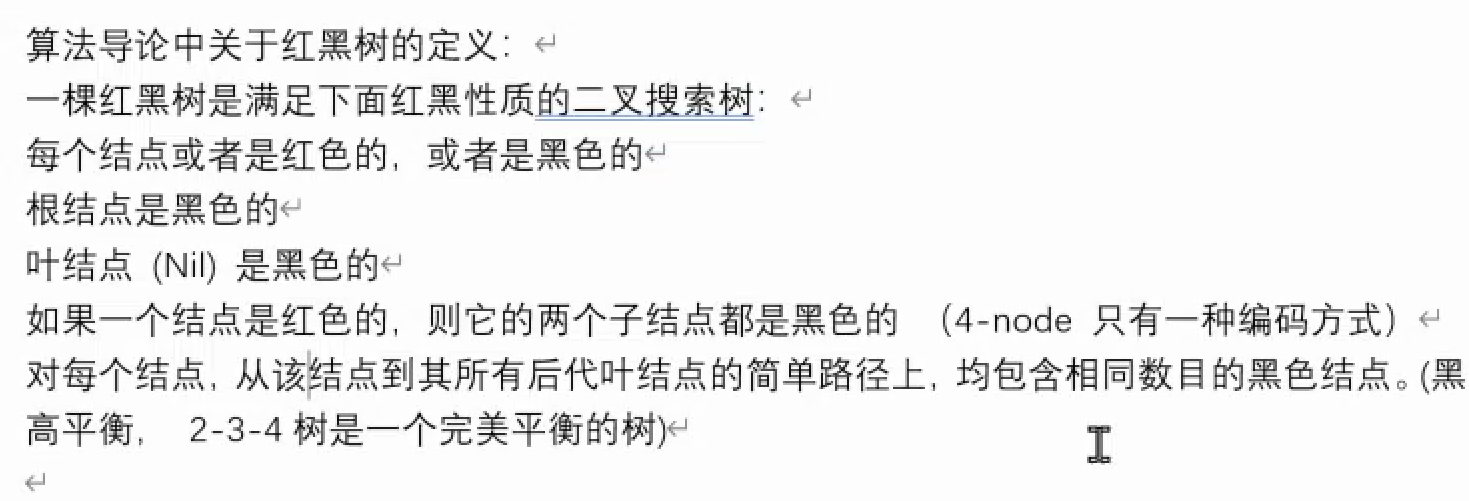 算法导论中关于红黑树的定义：
一棵红黑树是满足下面红黑性质的二叉搜索树：
每个结点或者是红色的，或者是黑色的
根结点是黑色的
叶结点 (Nil) 是黑色的
如果一个结点是红色的，则它的两个子结点都是黑色的 （4-node 只有一种编码方式）
对每个结点，从该结点到其所有后代叶结点的简单路径上，均包含相同数目的黑色结点。(黑
高平衡， 2-3-4 树是一个完美平衡的树)